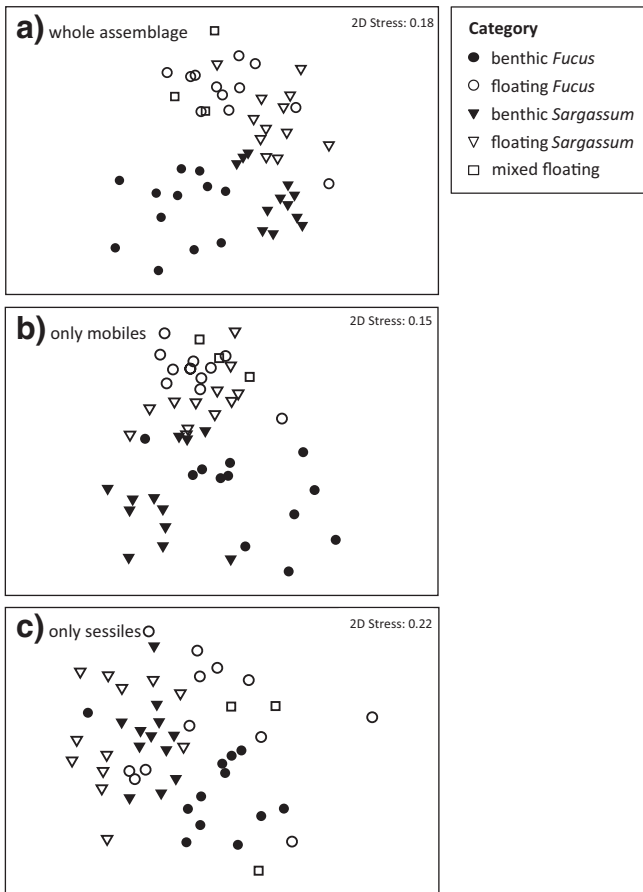 a) whole assemblage
2D Stress: 0.18
Category
benthic Fucus
floating Fucus
benthic Sargassum
floating Sargassum
mixed floating
b) only mobiles
2D Stress: 0.15
c) only sessiles
2D Stress: 0.22